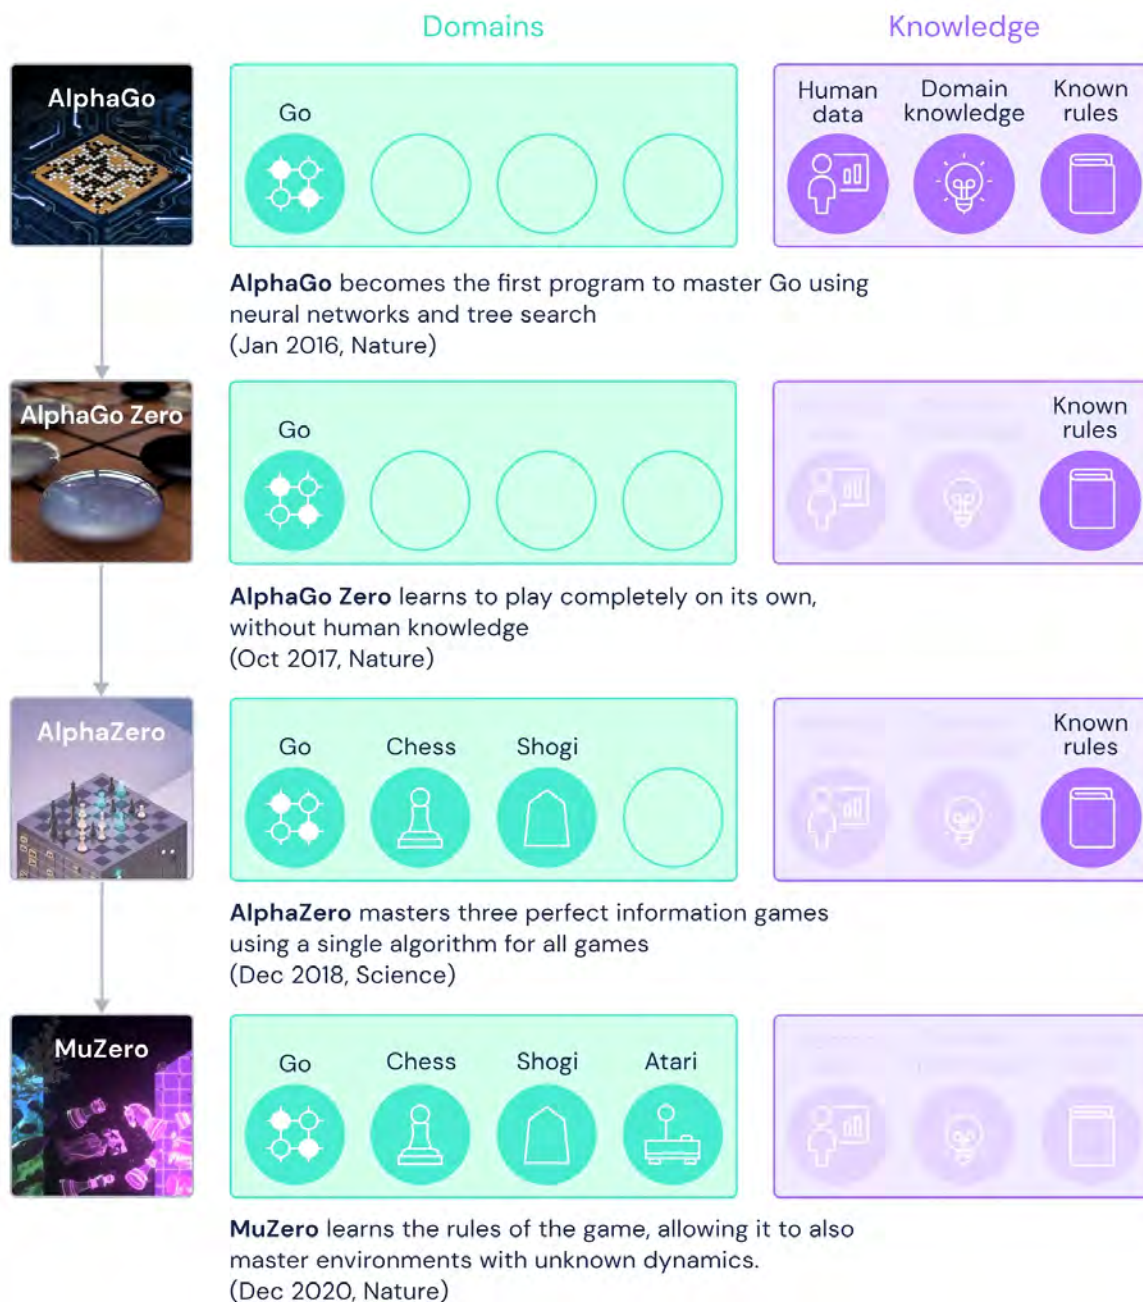 Domains
Knowledge
AlphaGo
Go
Human
data
Domain
knowledge
Known
rules
AlphaGo becomes the first program to master Go using
neural networks and tree search
(Jan 2016, Nature)
AlphaGo Zero
Go
Known
rules
AlphaGo Zero learns to play completely on its own,
without human knowledge
(Oct 2017, Nature)
AlphaZero
Go
Chess
Shogi
Known
rules
AlphaZero masters three perfect information games
using a single algorithm for all games
(Dec 2018, Science)
MuZero
Go
Chess
Shogi
Atari
MuZero learns the rules of the game, allowing it to also
master environments with unknown dynamics.
(Dec 2020, Nature)